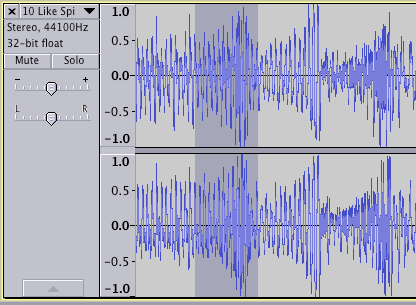 × 10 Like Spi ▼
Stereo, 44100Hz
32-bit float
Mute Solo
- +
L R
1.0
0.5-
0.0-
-0.5-
-1.0
1.0
0.5-
0.0-
-0.5-
-1.0